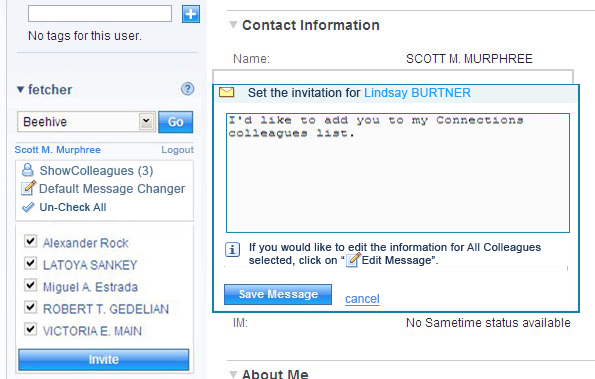 No tags for this user.
fetcher
?
Beehive
Go
Scott M. Murphree Logout
ShowColleagues (3)
Default Message Changer
Un-Check All
Alexander Rock
LATOYA SANKEY
Miguel A. Estrada
ROBERT T. GEDELIAN
VICTORIA E. MAIN
Invite
Contact Information
Name: SCOTT M. MURPHREE
Set the invitation for Lindsay BURTNER
I'd like to add you to my Connections
colleagues list.
If you would like to edit the information for All Colleagues
selected, click on “Edit Message”.
Save Message cancel
IM: No Sametime status available
About Me